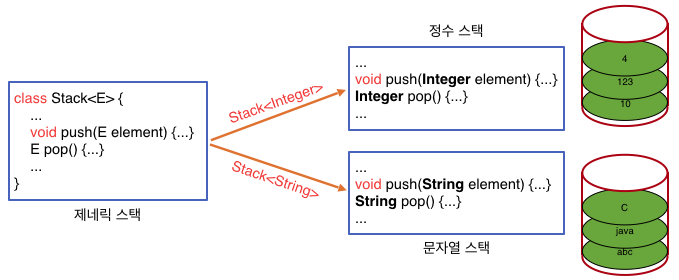 class Stack<E> {
...
void push(E element) {...}
E pop() {...}
...
}
제네릭 스택
Stack<Integer>
Stack<String>
정수 스택
...
void push(Integer element) {...}
Integer pop() {...}
...
4
123
10
...
void push(String element) {...}
String pop() {...}
...
문자열 스택
C
java
abc